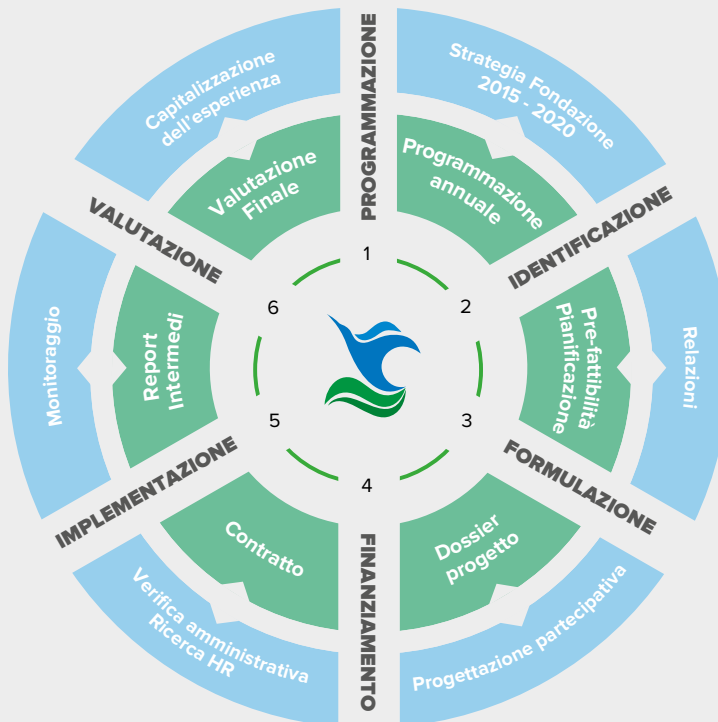 PROGRAMMAZIONE
Strategia Fondazione
2015 - 2020
Programmazione
annuale
IDENTIFICAZIONE
Relazioni
Pre-fattibilità
Pianificazione
FORMULAZIONE
Progettazione partecipativa
Dossier
progetto
FINANZIAMENTO
Verifica amministrativa
Ricerca HR
Contratto
IMPLEMENTAZIONE
Monitoraggio
Report
Intermedi
VALUTAZIONE
Capitalizzazione
dell'esperienza
Valutazione
Finale
1
2
3
4
5
6